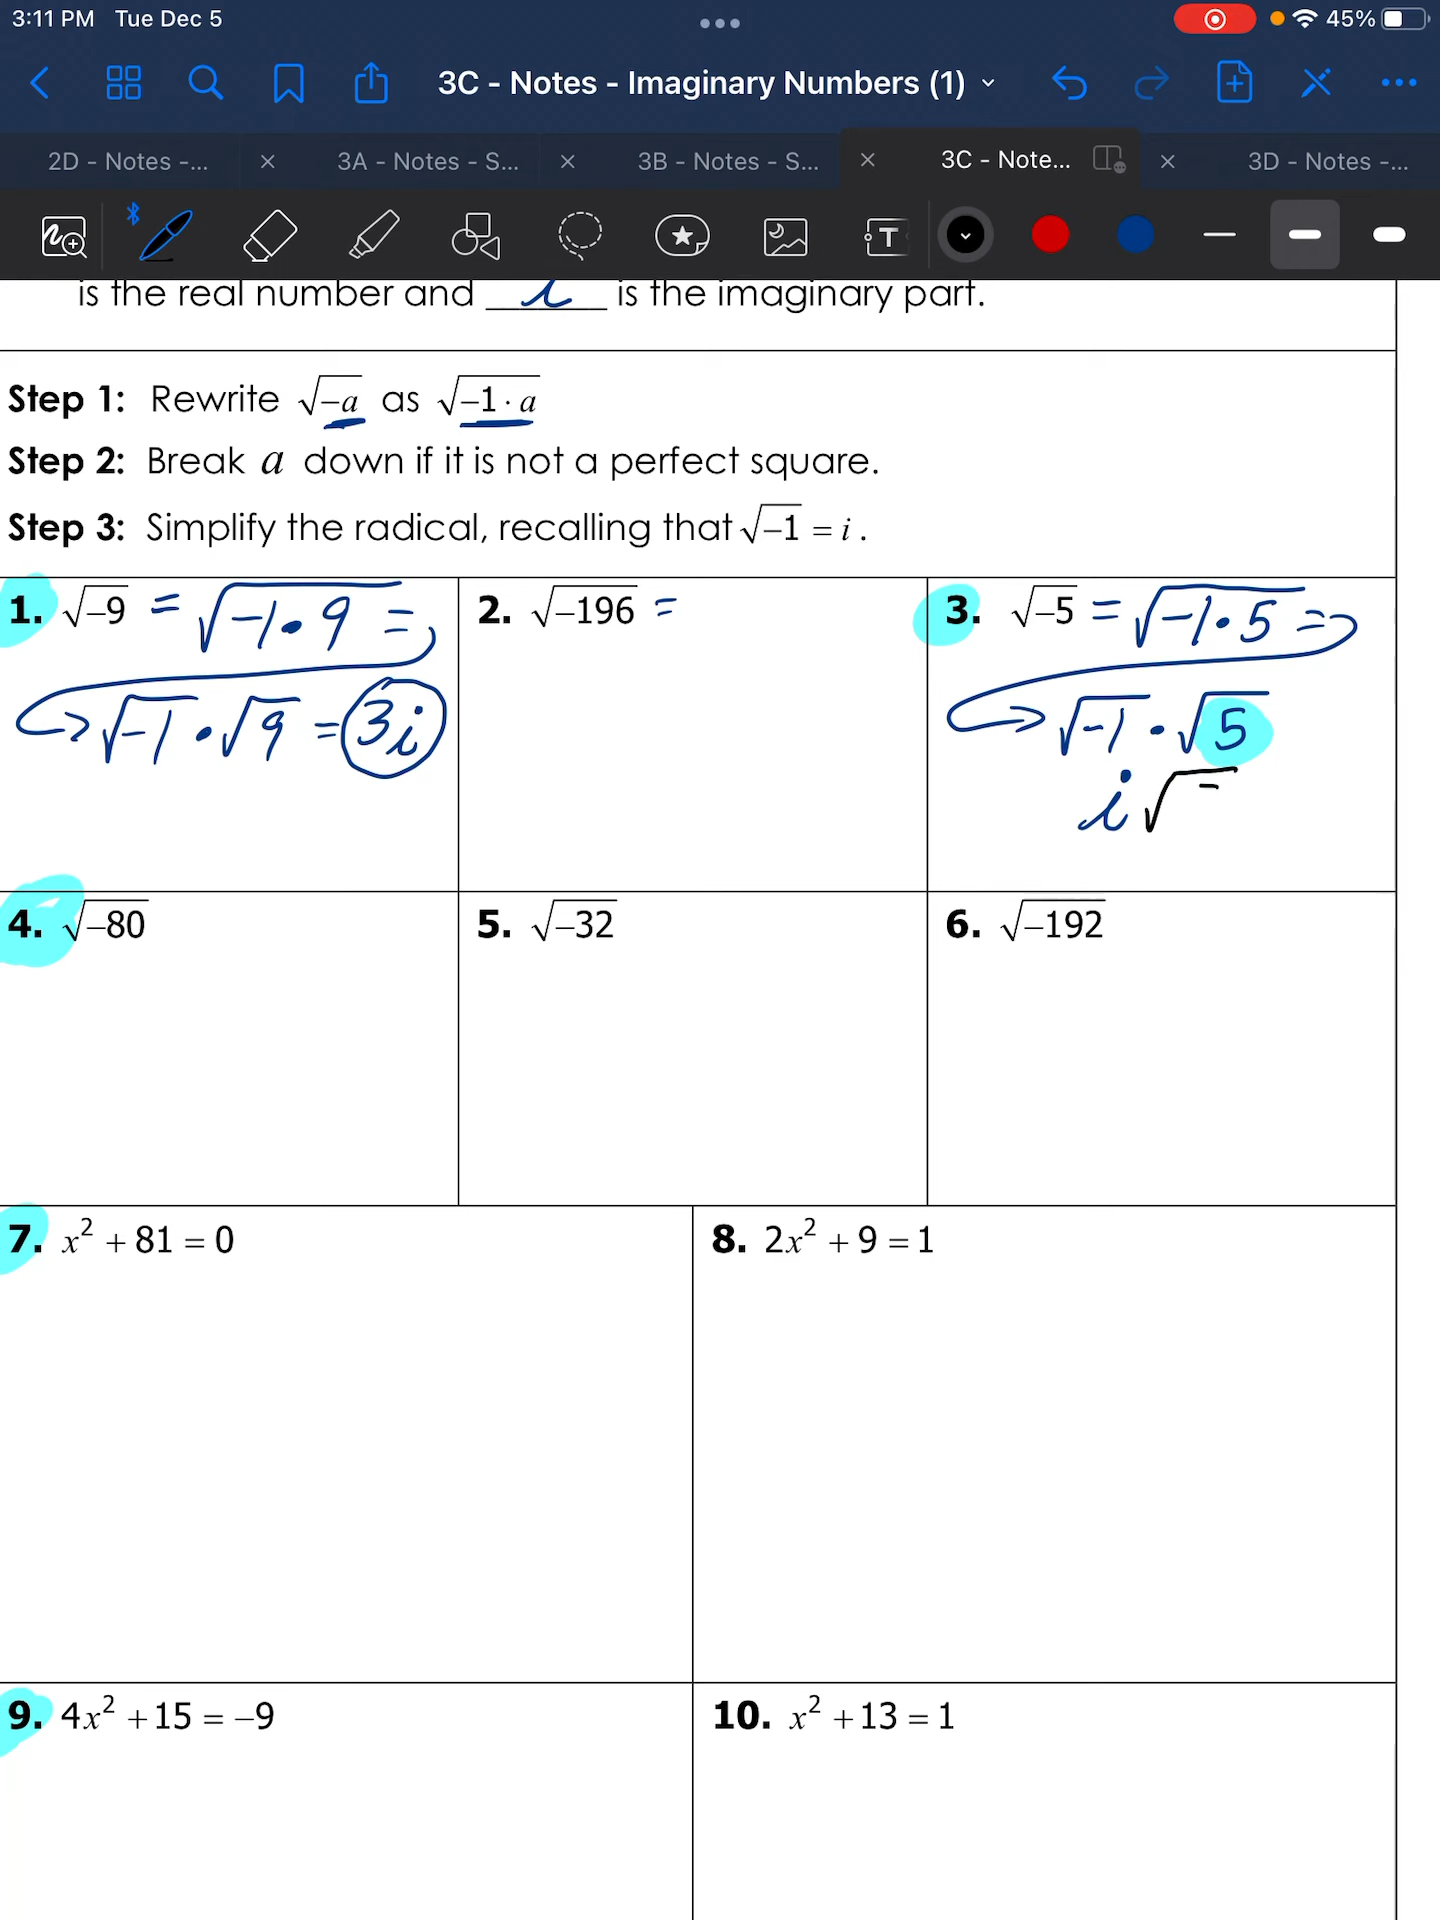 3:11 PM Tue Dec 5
45%
3C - Notes - Imaginary Numbers (1)
2D - Notes -...
3A - Notes - S...
3B - Notes - S...
3C - Note...
3D - Notes -...
T
is the real number and i is the imaginary part.
Step 1: Rewrite √-a as √-1·a
Step 2: Break a down if it is not a perfect square.
Step 3: Simplify the radical, recalling that √-1 = i.
1. √-9 = √-1•9 =
√-1 • √9 = 3i
2. √-196 =
3. √-5 = √-1•5 =
√-1 • √5
i√
4. √-80
5. √-32
6. √-192
7. x² + 81 = 0
8. 2x² + 9 = 1
9. 4x² + 15 = -9
10. x² + 13 = 1